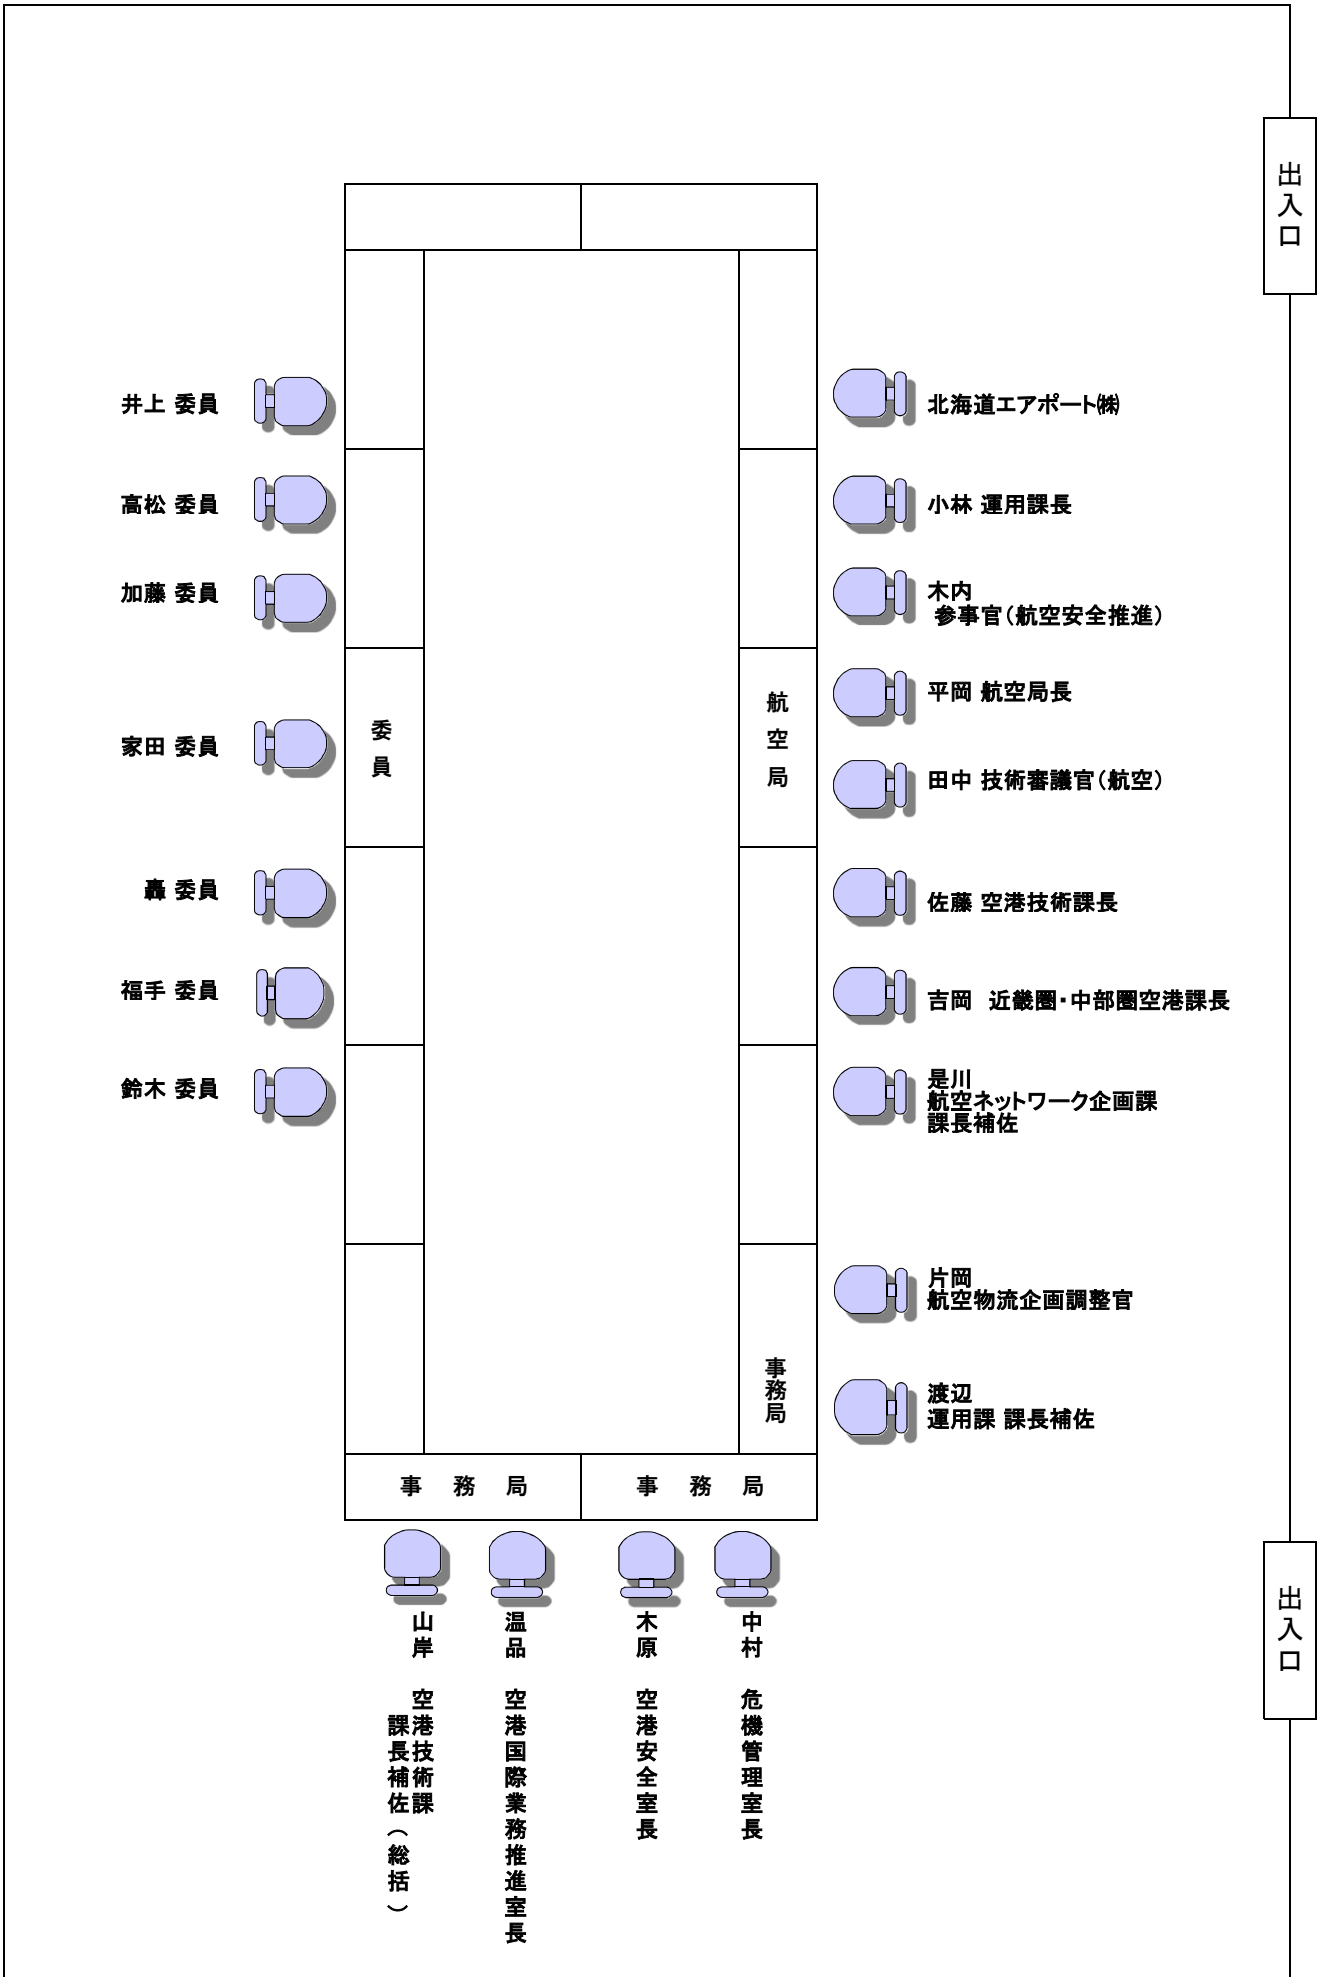 出入口
井上 委員
高松 委員
加藤 委員
家田 委員
轟 委員
福手 委員
鈴木 委員
委員
航空局
北海道エアポート㈱
小林 運用課長
木内
参事官(航空安全推進)
平岡 航空局長
田中 技術審議官(航空)
佐藤 空港技術課長
吉岡 近畿圏・中部圏空港課長
是川
航空ネットワーク企画課
課長補佐
片岡
航空物流企画調整官
渡辺
運用課 課長補佐
事務局
事務局
事務局
山岸 空港技術課
課長補佐(総括)
温品 空港国際業務推進室長
木原 空港安全室長
中村 危機管理室長
出入口